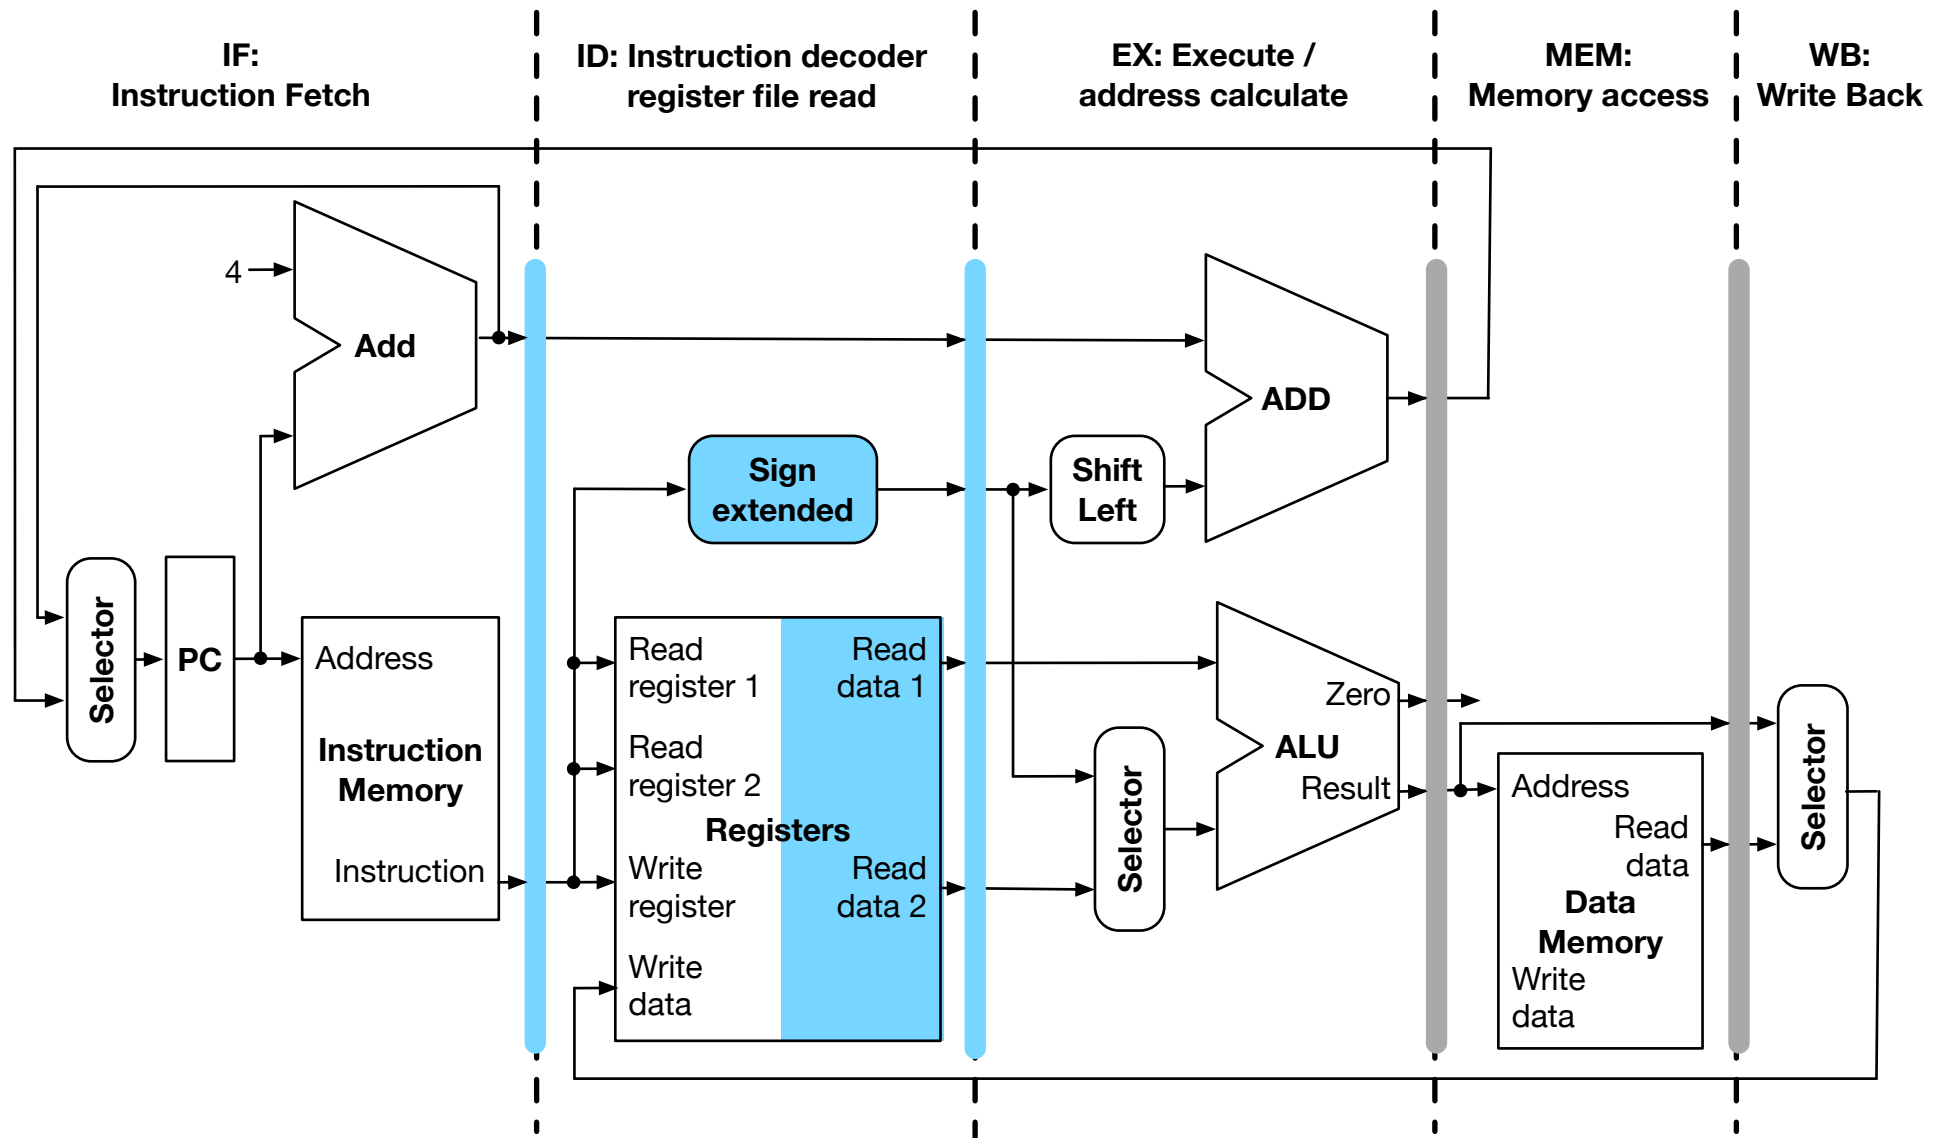 IF:
Instruction Fetch
ID: Instruction decoder
register file read
EX: Execute /
address calculate
MEM:
Memory access
WB:
Write Back
4
Add
Selector
PC
Address
Instruction
Memory
Instruction
Sign
extended
Read
register 1
Read
data 1
Read
register 2
Registers
Write
register
Read
data 2
Write
data
Shift
Left
ADD
Selector
Zero
ALU
Result
Address
Read
data
Data
Memory
Write
data
Selector